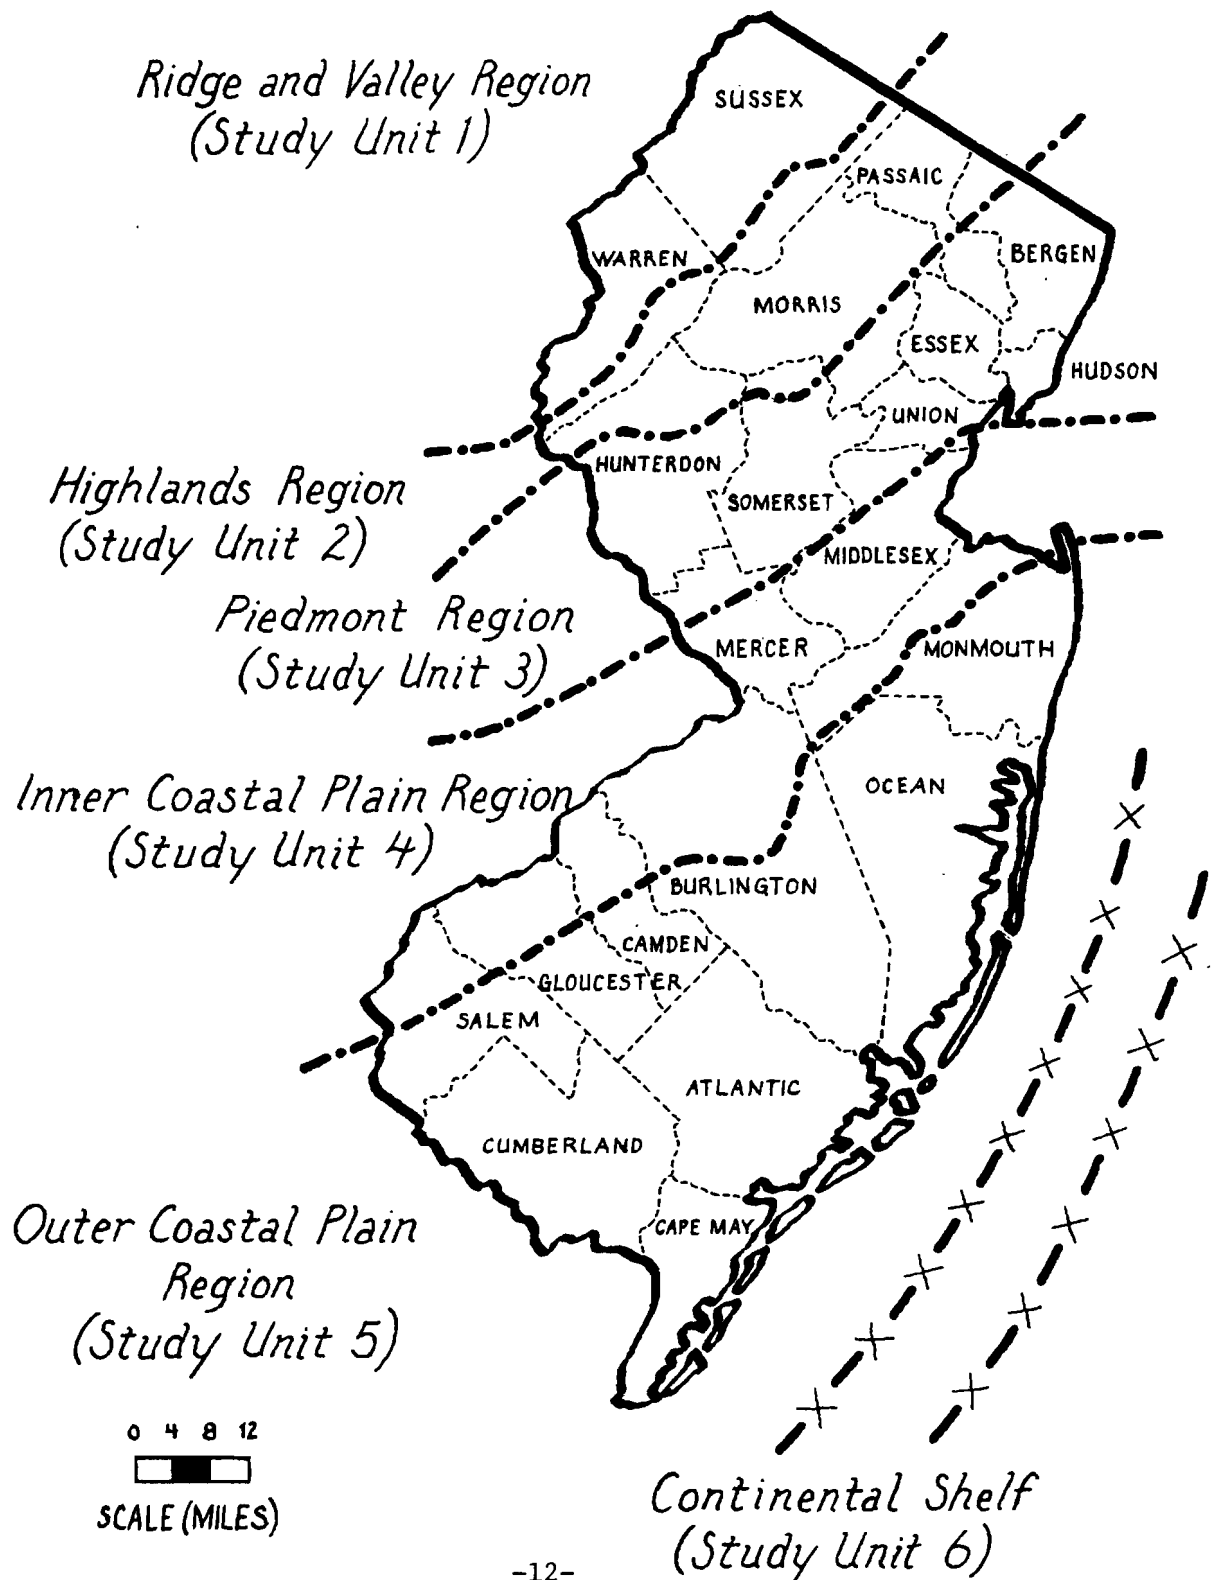 Ridge and Valley Region
(Study Unit 1)
SUSSEX
PASSAIC
WARREN
BERGEN
MORRIS
ESSEX
HUDSON
UNION
Highlands Region
(Study Unit 2)
HUNTERDON
SOMERSET
MIDDLESEX
Piedmont Region
(Study Unit 3)
MERCER
MONMOUTH
Inner Coastal Plain Region
(Study Unit 4)
OCEAN
BURLINGTON
CAMDEN
GLOUCESTER
SALEM
ATLANTIC
CUMBERLAND
Outer Coastal Plain
Region
(Study Unit 5)
CAPE MAY
0 4 8 12
SCALE (MILES)
Continental Shelf
(Study Unit 6)
-12-